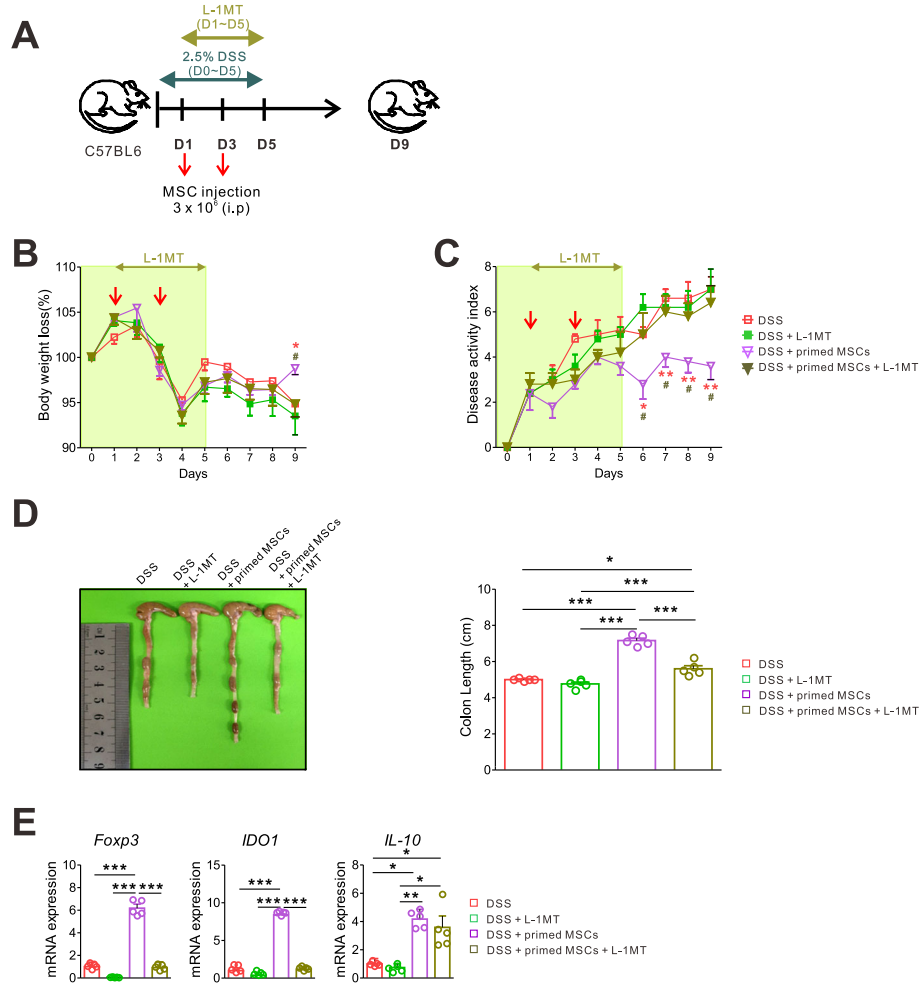 A
L-1MT
(D1~D5)
2.5% DSS
(D0~D5)
C57BL6
D1
D3
D5
D9
MSC injection
3 x 10⁶ (i.p)
B
L-1MT
Body weight loss(%)
110
105
100
95
90
0 1 2 3 4 5 6 7 8 9
Days
*
#
C
L-1MT
Disease activity index
8
6
4
2
0
0 1 2 3 4 5 6 7 8 9
Days
* ** ** **
# # # #
DSS
DSS + L-1MT
DSS + primed MSCs
DSS + primed MSCs + L-1MT
D
DSS
DSS
+ L-1MT
DSS
+ primed MSCs
DSS
+ primed MSCs
+ L-1MT
1 2 3 4 5 6 7 8 9
Colon Length (cm)
10
8
6
4
2
0
*
***
*** ***
***
DSS
DSS + L-1MT
DSS + primed MSCs
DSS + primed MSCs + L-1MT
E
Foxp3
mRNA expression
10
8
6
4
2
0
***
*** ***
IDO1
mRNA expression
15
10
5
0
***
*** ***
IL-10
mRNA expression
8
6
4
2
0
*
*
*
**
DSS
DSS + L-1MT
DSS + primed MSCs
DSS + primed MSCs + L-1MT